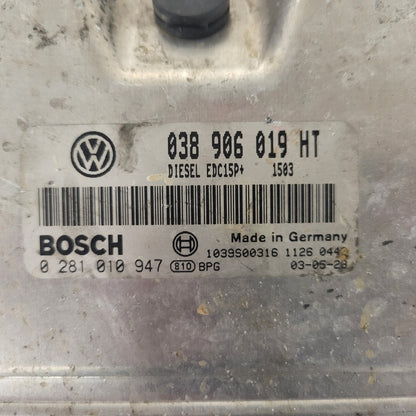 038 906 019 HT
DIESEL EDC15P+ 1503
BOSCH
Made in Germany
1039S00316 1126 044
0 281 010 947 810 BPG
03-05-28